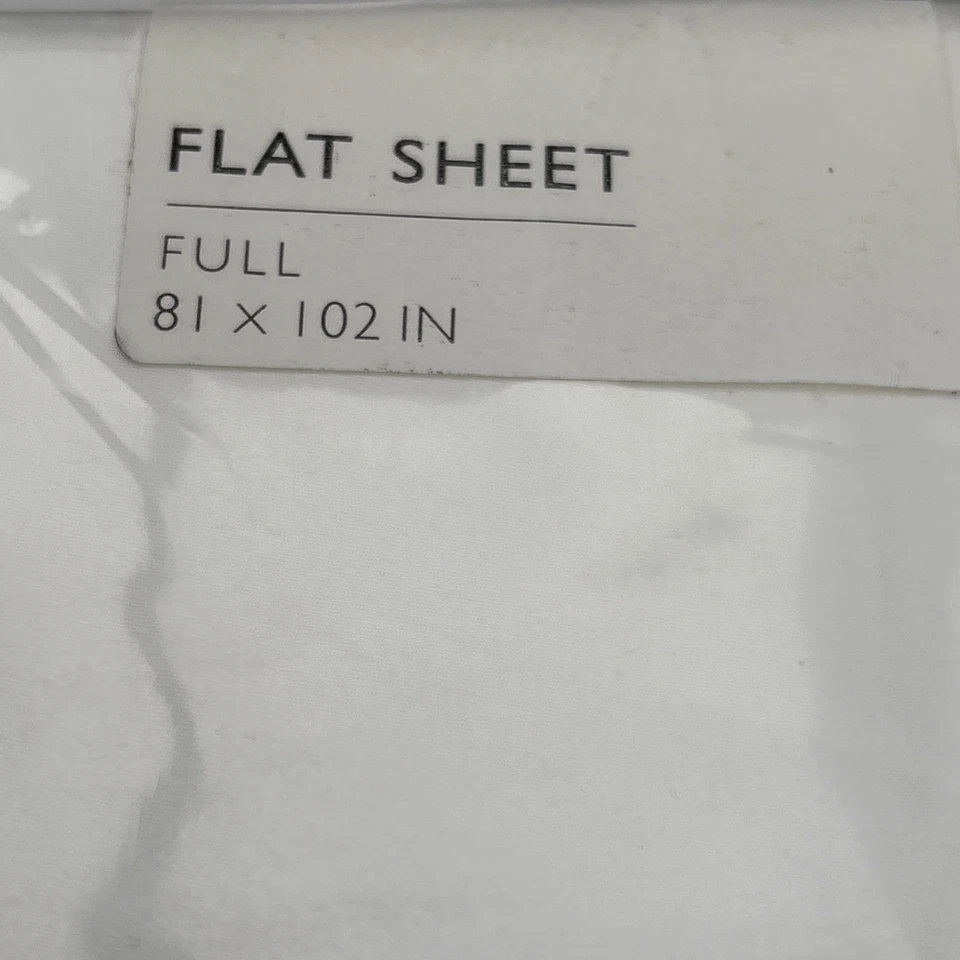 FLAT SHEET
FULL
81 X 102 IN